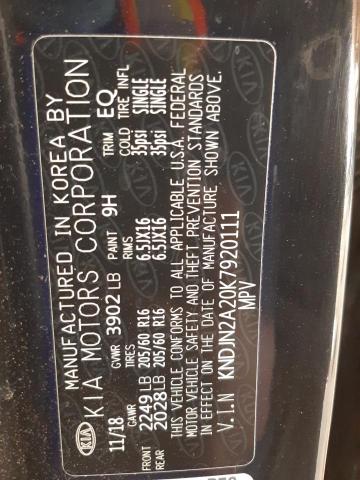 MANUFACTURED IN KOREA BY
KIA MOTORS CORPORATION
11/18 GVWR 3902 LB PAINT 9H TRIM EQ
GAWR TIRES RIMS COLD TIRE INFL
FRONT 2249 LB 205/60 R16 6.5JX16 35psi SINGLE
REAR 2028 LB 205/60 R16 6.5JX16 35psi SINGLE
THIS VEHICLE CONFORMS TO ALL APPLICABLE U.S.A. FEDERAL
MOTOR VEHICLE SAFETY AND THEFT PREVENTION STANDARDS
IN EFFECT ON THE DATE OF MANUFACTURE SHOWN ABOVE.
V.I.N KNDJN2A20K7920111
MPV
KIA